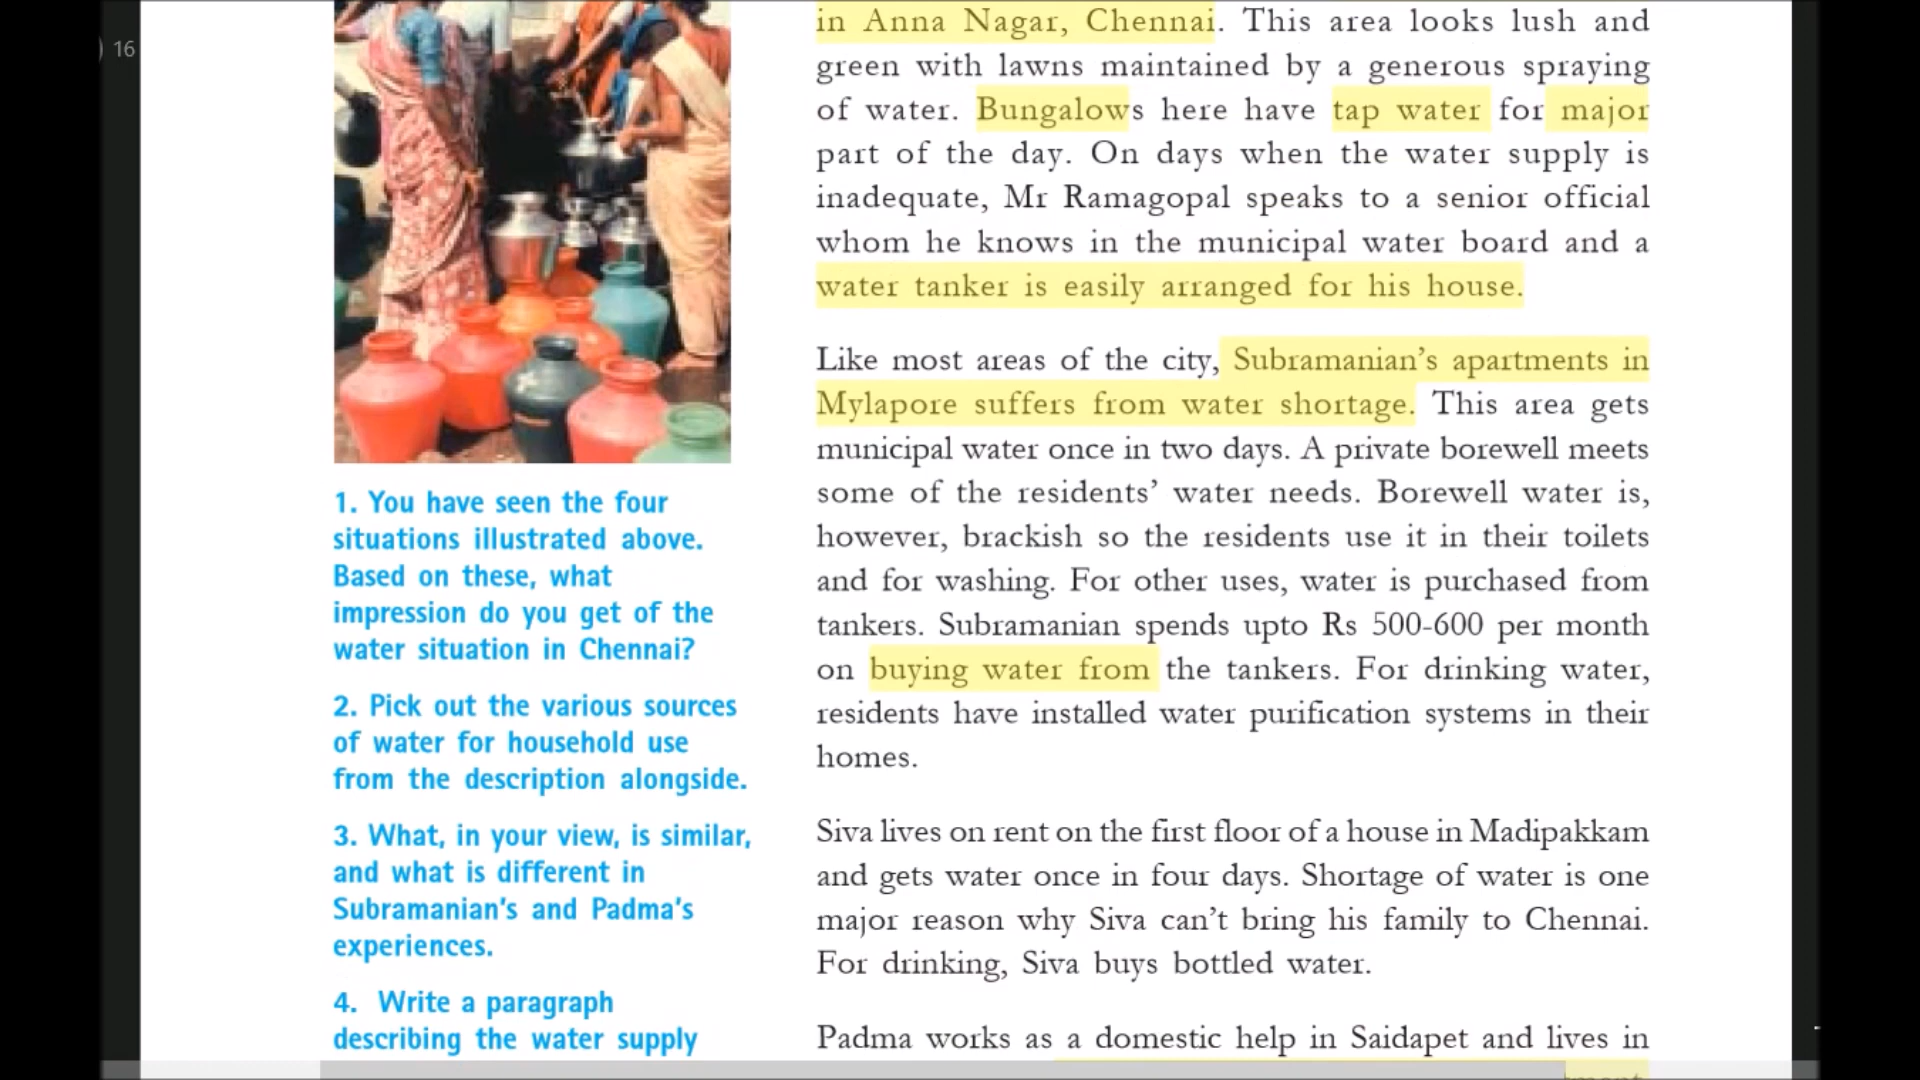 ) 16
in Anna Nagar, Chennai. This area looks lush and
green with lawns maintained by a generous spraying
of water. Bungalows here have tap water for major
part of the day. On days when the water supply is
inadequate, Mr Ramagopal speaks to a senior official
whom he knows in the municipal water board and a
water tanker is easily arranged for his house.
Like most areas of the city, Subramanian’s apartments in
Mylapore suffers from water shortage. This area gets
municipal water once in two days. A private borewell meets
some of the residents’ water needs. Borewell water is,
however, brackish so the residents use it in their toilets
and for washing. For other uses, water is purchased from
tankers. Subramanian spends upto Rs 500-600 per month
on buying water from the tankers. For drinking water,
residents have installed water purification systems in their
homes.
Siva lives on rent on the first floor of a house in Madipakkam
and gets water once in four days. Shortage of water is one
major reason why Siva can’t bring his family to Chennai.
For drinking, Siva buys bottled water.
Padma works as a domestic help in Saidapet and lives in
1. You have seen the four
situations illustrated above.
Based on these, what
impression do you get of the
water situation in Chennai?
2. Pick out the various sources
of water for household use
from the description alongside.
3. What, in your view, is similar,
and what is different in
Subramanian's and Padma's
experiences.
4. Write a paragraph
describing the water supply